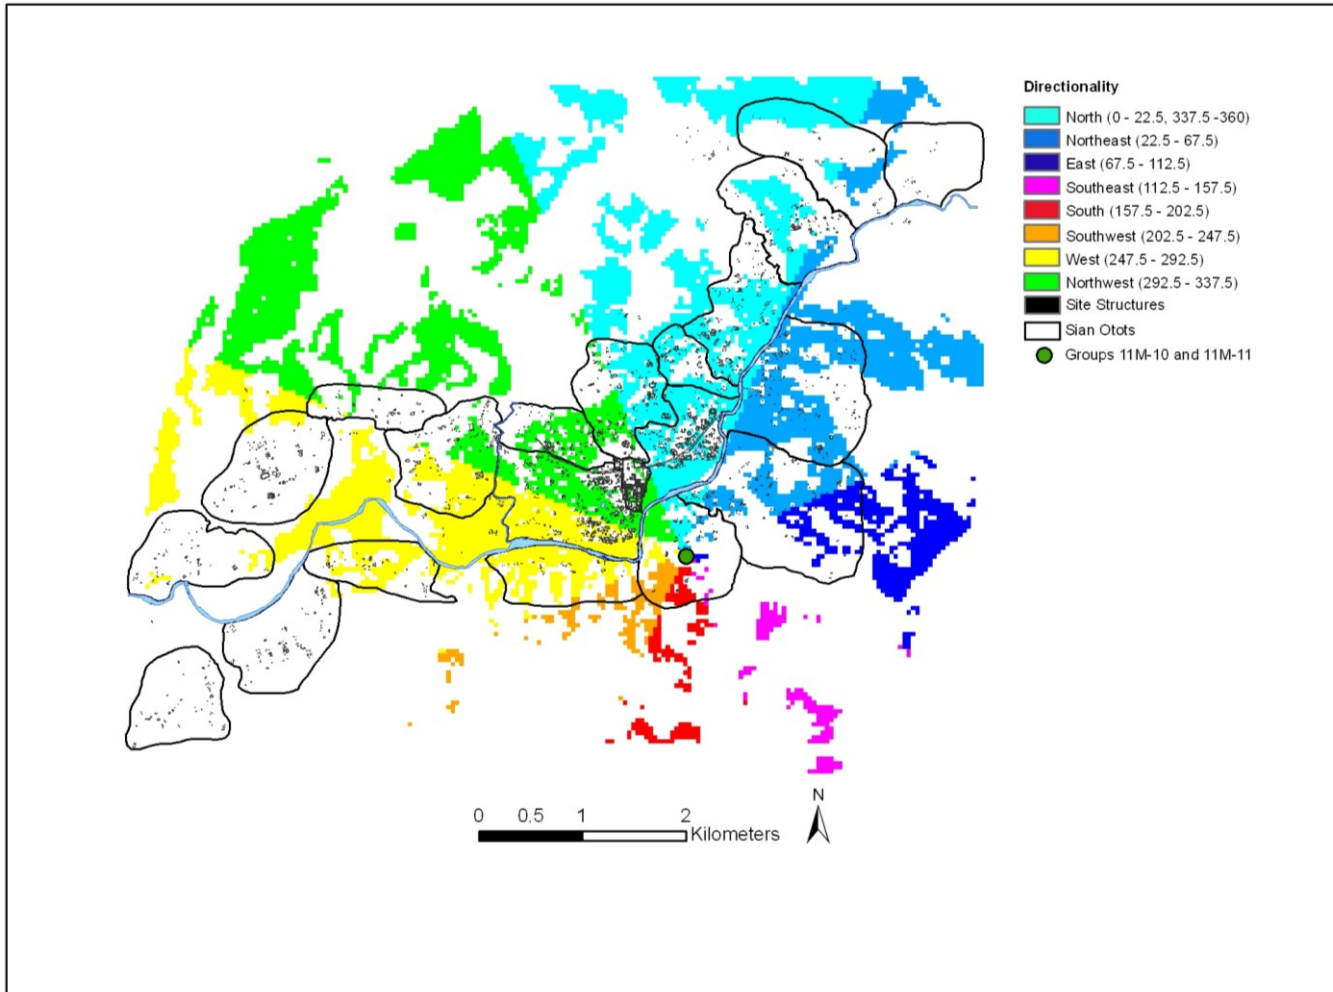 Directionality
North (0 - 22.5, 337.5 -360)
Northeast (22.5 - 67.5)
East (67.5 - 112.5)
Southeast (112.5 - 157.5)
South (157.5 - 202.5)
Southwest (202.5 - 247.5)
West (247.5 - 292.5)
Northwest (292.5 - 337.5)
Site Structures
Sian Otots
Groups 11M-10 and 11M-11
N
0 0.5 1 2
Kilometers